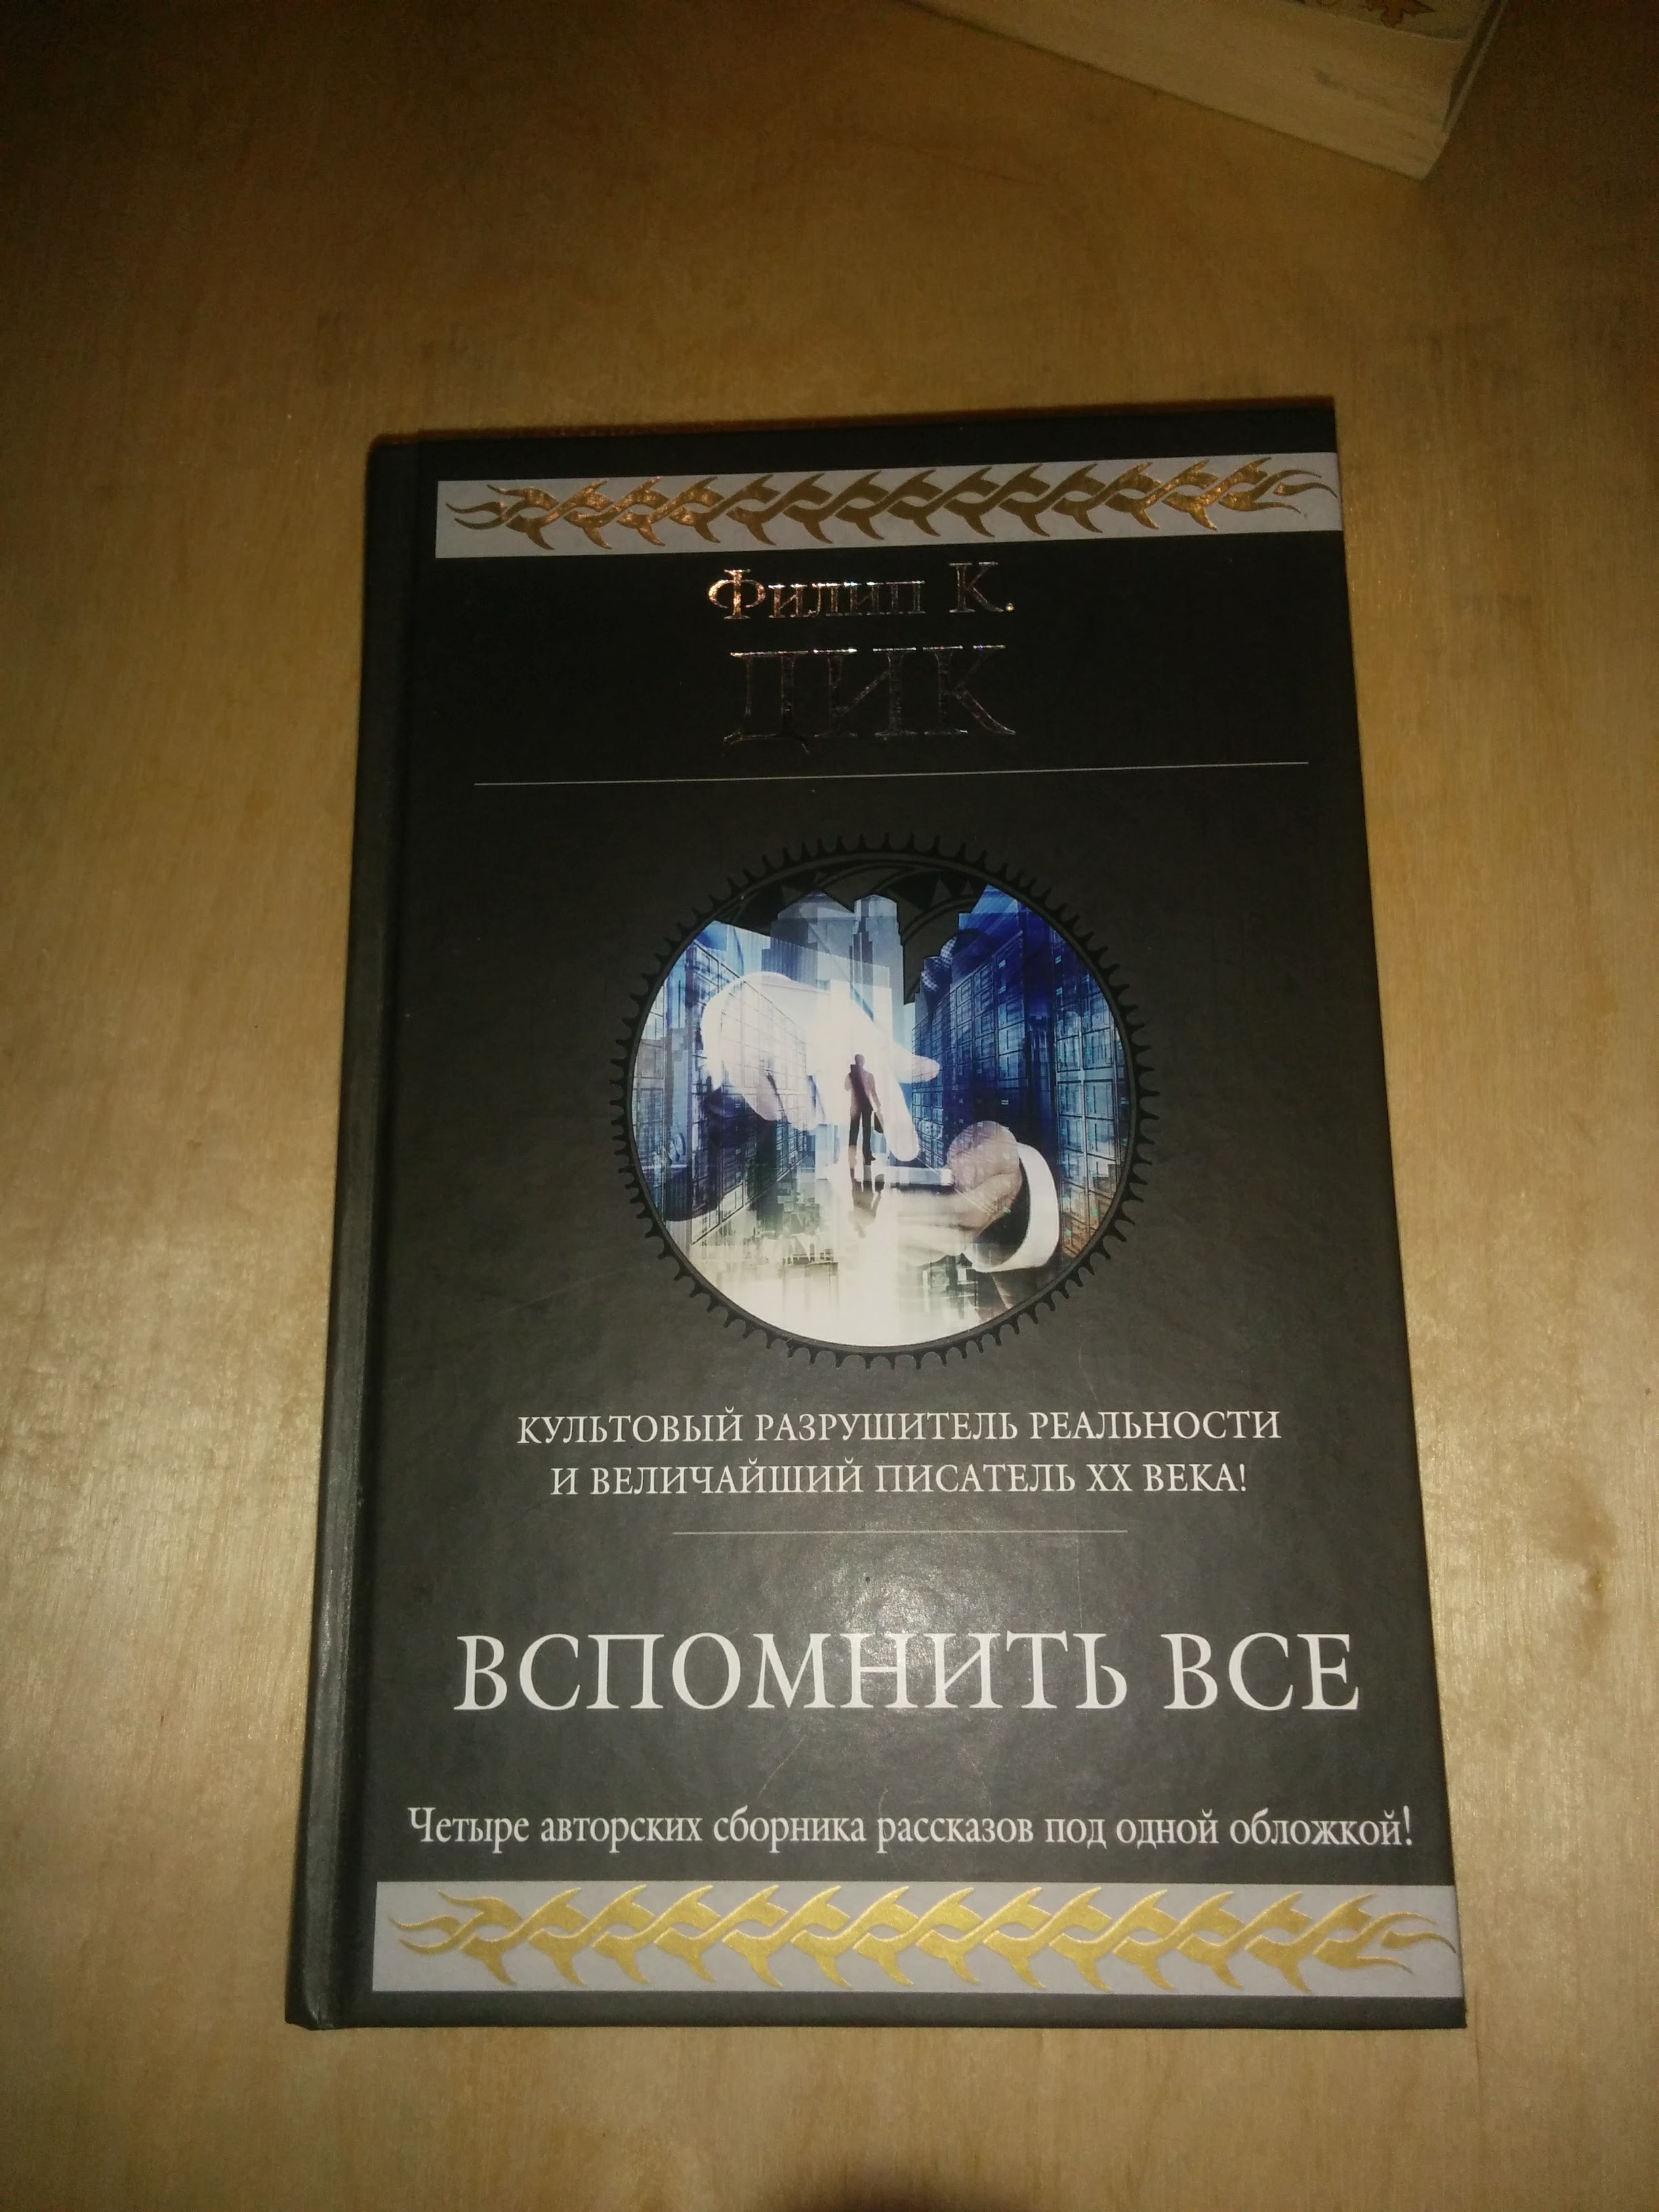 Филип К.
ДИК
КУЛЬТОВЫЙ РАЗРУШИТЕЛЬ РЕАЛЬНОСТИ
И ВЕЛИЧАЙШИЙ ПИСАТЕЛЬ XX ВЕКА!
ВСПОМНИТЬ ВСЕ
Четыре авторских сборника рассказов под одной обложкой!